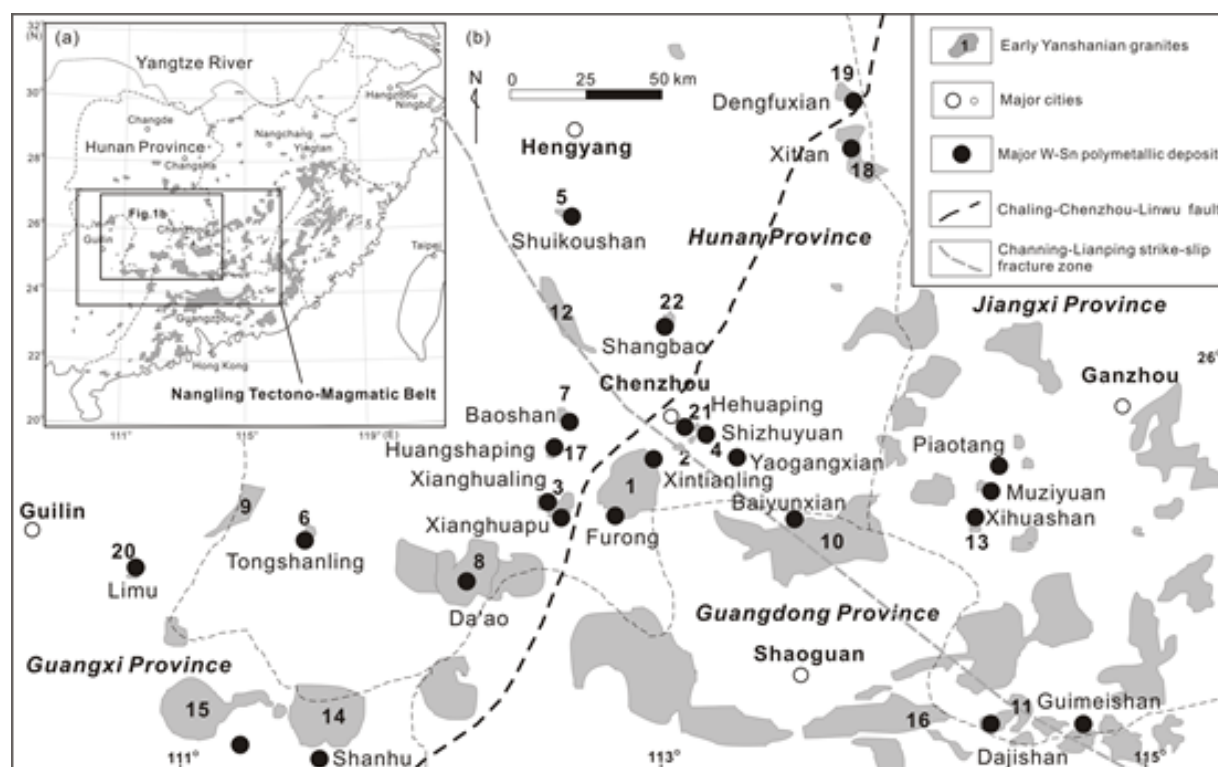 (a)
32°
(N)
30°
28°
26°
24°
22°
20°
111°
115°
119° (E)
Yangtze River
Hangzhou
Ningbo
Changde
Hunan Province
Nangchang
Yingtan
Changsha
Fig.1b
Guilin
Taipei
Guangzhou
Hong Kong
Nangling Tectono-Magmatic Belt
(b)
N
0 25 50 km
1 Early Yanshanian granites
Major cities
Major W-Sn polymetallic deposit
Chaling-Chenzhou-Linwu fault
Channing-Lianping strike-slip
fracture zone
19
Dengfuxian
Hengyang
Xitian
18
5
Shuikoushan
Hunan Province
12
22
Shangbao
Jiangxi Province
26°
Chenzhou
Ganzhou
7
Baoshan
21
Hehuaping
Shizhuyuan
Huangshaping
17
2
4
Yaogangxian
Piaotang
Xianghualing
3
1
Xintianling
Muziyuan
Baiyunxian
Xihuashan
13
9
Guilin
6
Xianghuapu
Furong
10
Tongshanling
20
Limu
8
Da'ao
Guangdong Province
Guangxi Province
Shaoguan
15
14
16
11
Guimeishan
Dajishan
Shanhu
111°
113°
115°